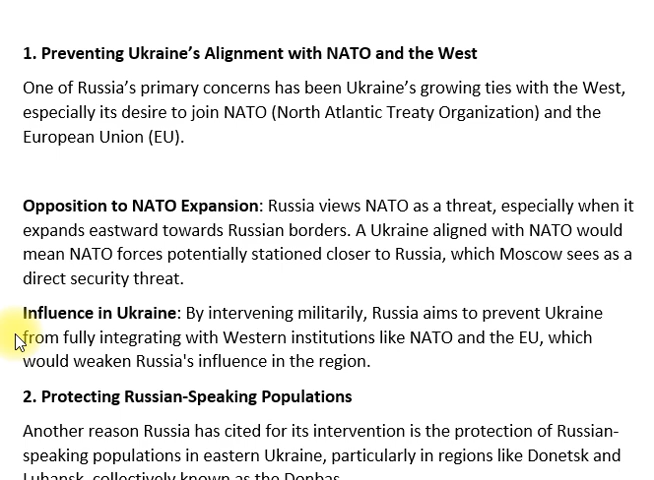 1. Preventing Ukraine’s Alignment with NATO and the West
One of Russia’s primary concerns has been Ukraine’s growing ties with the West,
especially its desire to join NATO (North Atlantic Treaty Organization) and the
European Union (EU).
Opposition to NATO Expansion: Russia views NATO as a threat, especially when it
expands eastward towards Russian borders. A Ukraine aligned with NATO would
mean NATO forces potentially stationed closer to Russia, which Moscow sees as a
direct security threat.
Influence in Ukraine: By intervening militarily, Russia aims to prevent Ukraine
from fully integrating with Western institutions like NATO and the EU, which
would weaken Russia's influence in the region.
2. Protecting Russian-Speaking Populations
Another reason Russia has cited for its intervention is the protection of Russian-
speaking populations in eastern Ukraine, particularly in regions like Donetsk and
Luhansk, collectively known as the Donbas.